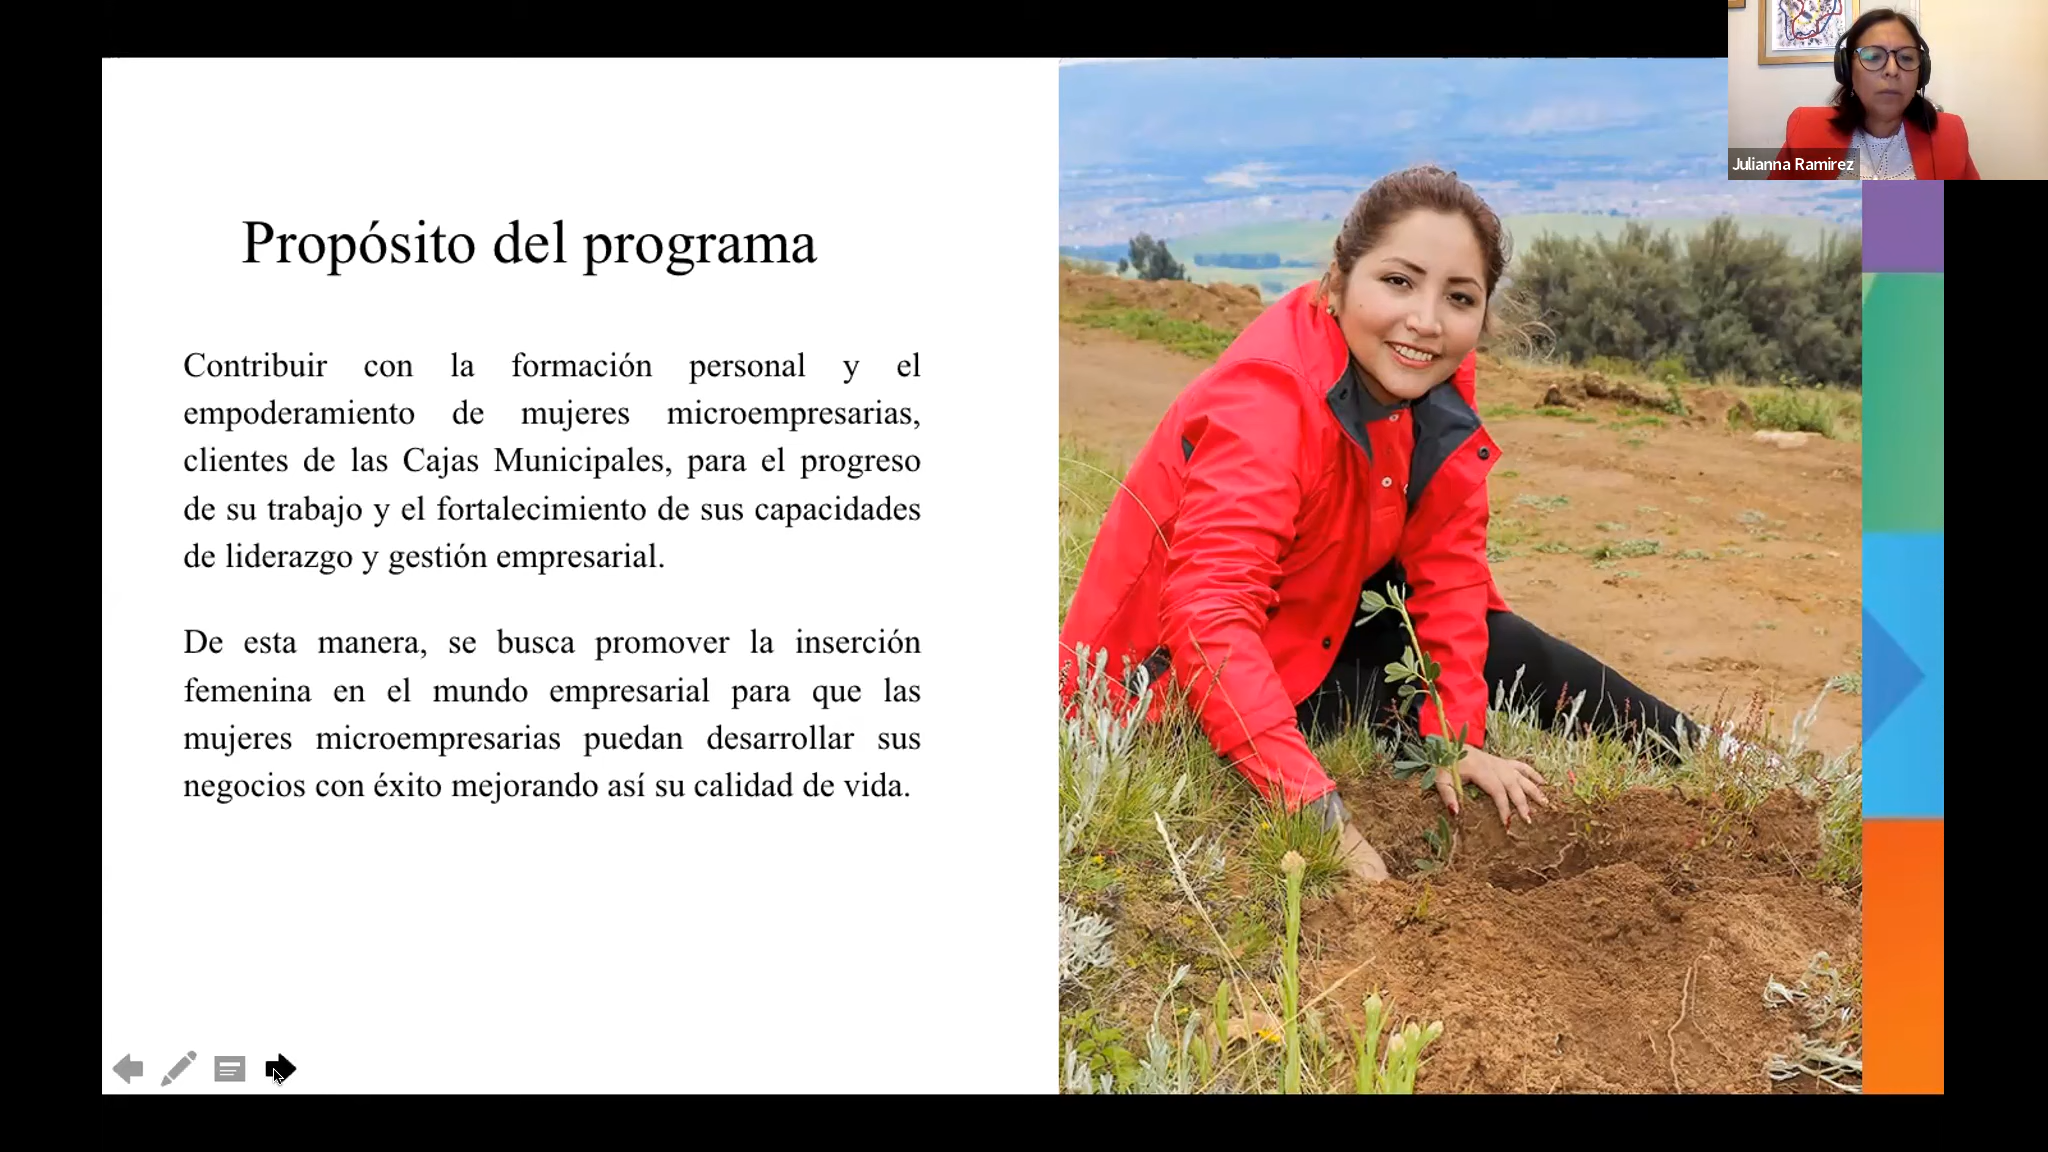 Propósito del programa
Contribuir con la formación personal y el
empoderamiento de mujeres microempresarias,
clientes de las Cajas Municipales, para el progreso
de su trabajo y el fortalecimiento de sus capacidades
de liderazgo y gestión empresarial.
De esta manera, se busca promover la inserción
femenina en el mundo empresarial para que las
mujeres microempresarias puedan desarrollar sus
negocios con éxito mejorando así su calidad de vida.
Julianna Ramirez